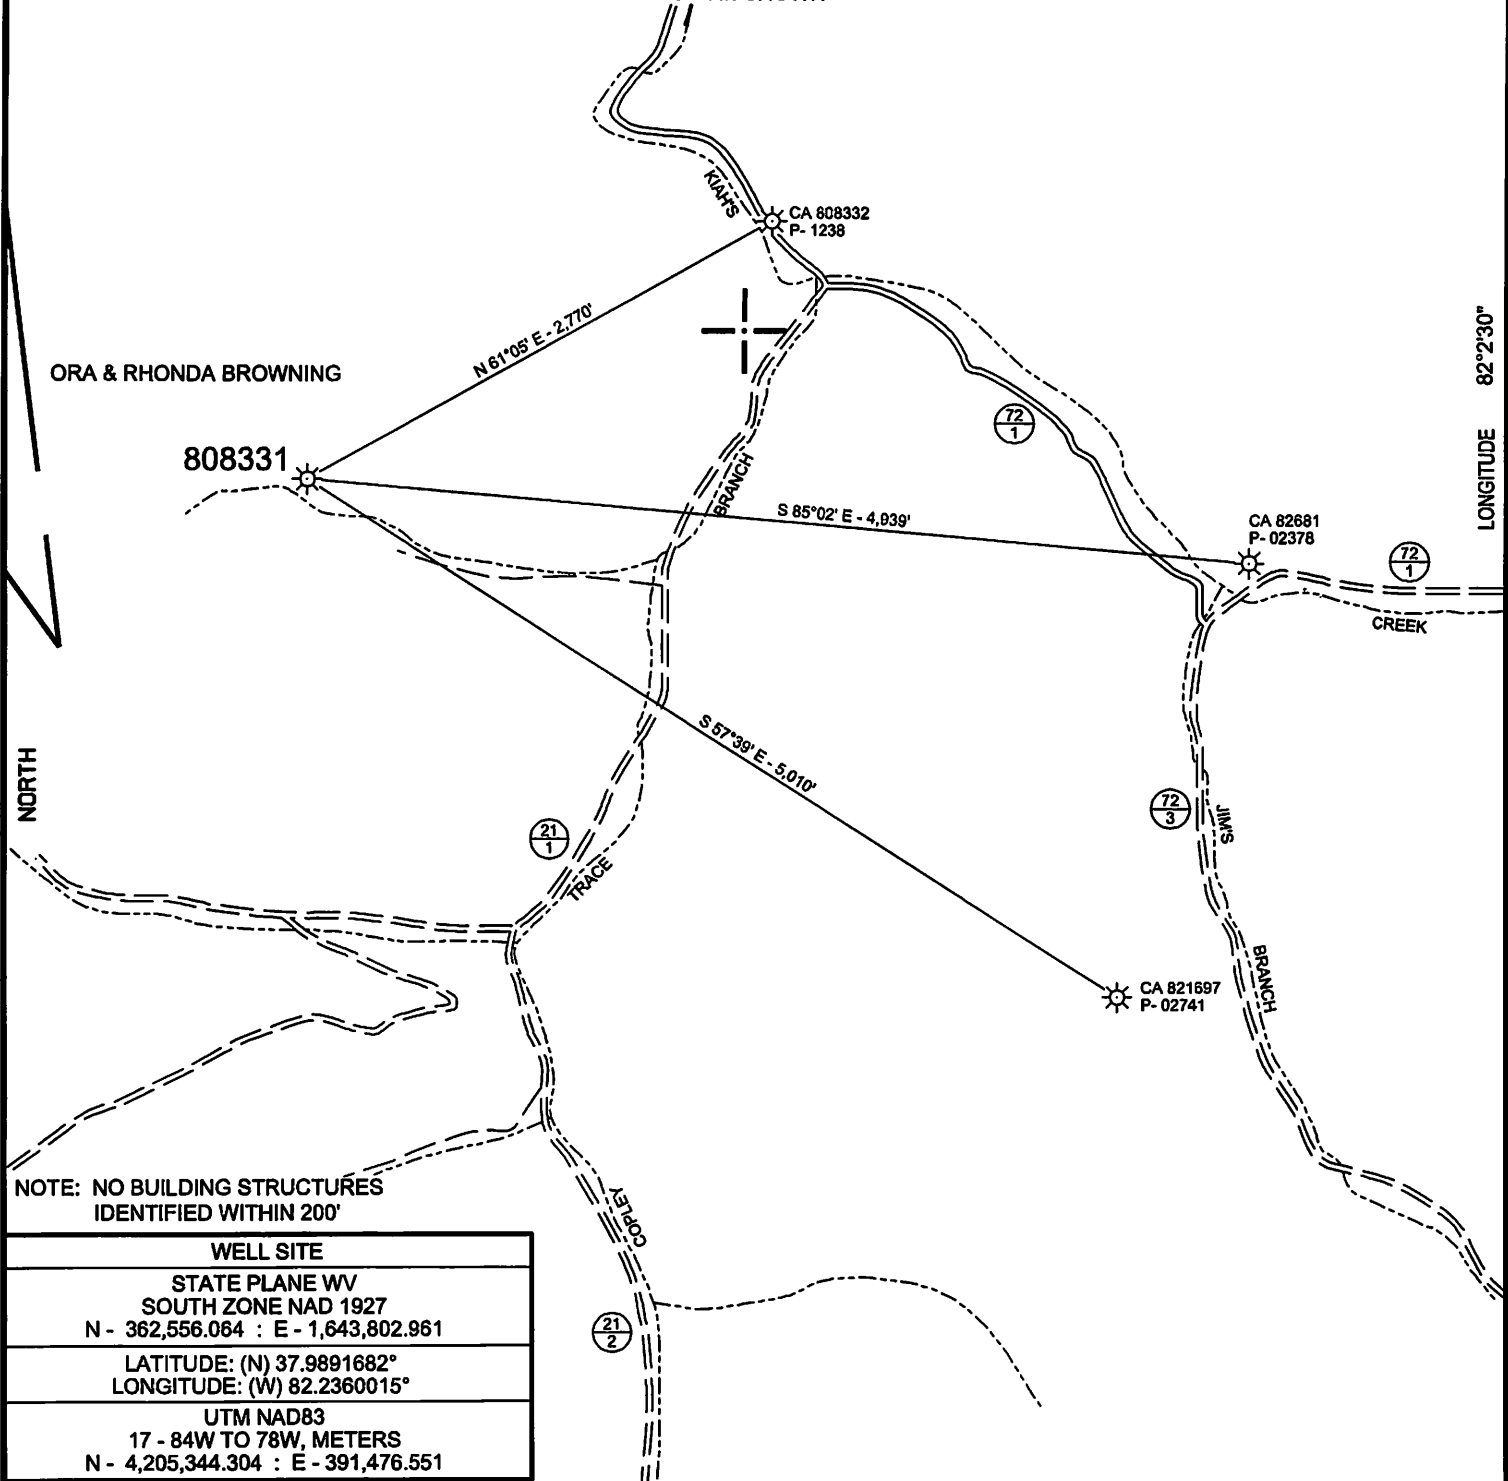 KIAH'S
CA 808332
P- 1238
N 61°05' E - 2,770'
ORA & RHONDA BROWNING
82°2'30"
LONGITUDE
72
1
808331
BRANCH
S 85°02' E - 4,939'
CA 82681
P- 02378
72
1
CREEK
S 57°39' E - 5,010'
NORTH
72
3
JIM'S
21
1
TRACE
BRANCH
CA 821697
P- 02741
NOTE: NO BUILDING STRUCTURES
IDENTIFIED WITHIN 200'
COPLEY
21
2
WELL SITE
STATE PLANE WV
SOUTH ZONE NAD 1927
N - 362,556.064 : E - 1,643,802.961
LATITUDE: (N) 37.9891682°
LONGITUDE: (W) 82.2360015°
UTM NAD83
17 - 84W TO 78W, METERS
N - 4,205,344.304 : E - 391,476.551